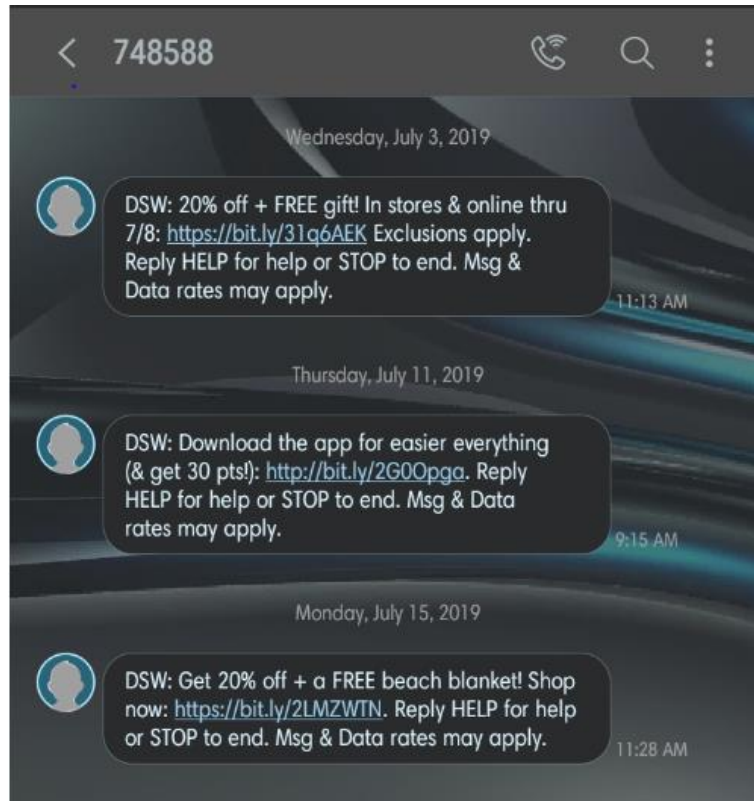 748588
Wednesday, July 3, 2019
DSW: 20% off + FREE gift! In stores & online thru
7/8: https://bit.ly/31q6AEK Exclusions apply.
Reply HELP for help or STOP to end. Msg &
Data rates may apply.
11:13 AM
Thursday, July 11, 2019
DSW: Download the app for easier everything
(& get 30 pts!): http://bit.ly/2G0Opga. Reply
HELP for help or STOP to end. Msg & Data
rates may apply.
9:15 AM
Monday, July 15, 2019
DSW: Get 20% off + a FREE beach blanket! Shop
now: https://bit.ly/2LMZWTN. Reply HELP for help
or STOP to end. Msg & Data rates may apply.
11:28 AM